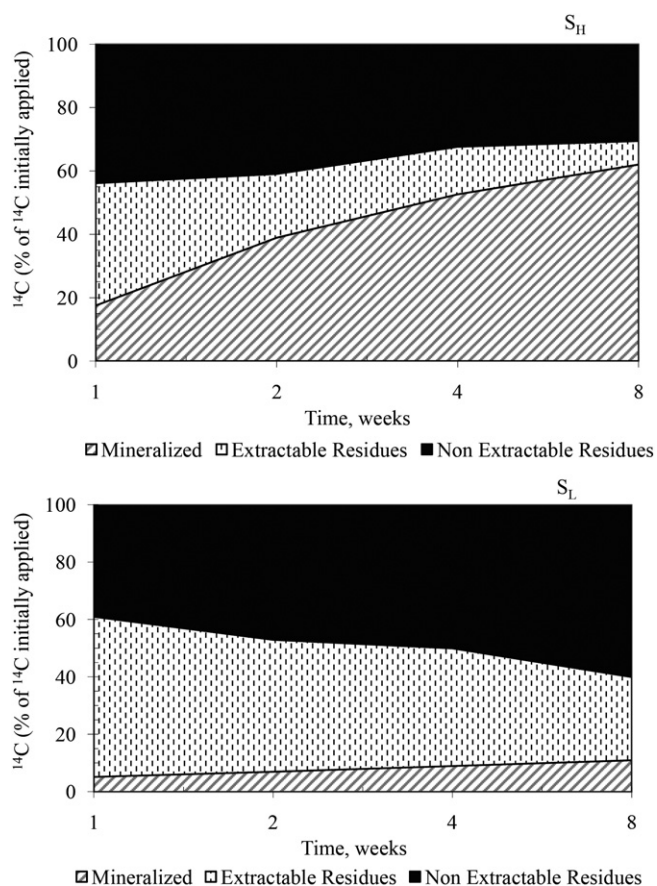 S_H
100
80
60
40
20
0
¹⁴C (% of ¹⁴C initially applied)
1 2 4 8
Time, weeks
Mineralized Extractable Residues Non Extractable Residues
S_L
100
80
60
40
20
0
¹⁴C (% of ¹⁴C initially applied)
1 2 4 8
Time, weeks
Mineralized Extractable Residues Non Extractable Residues